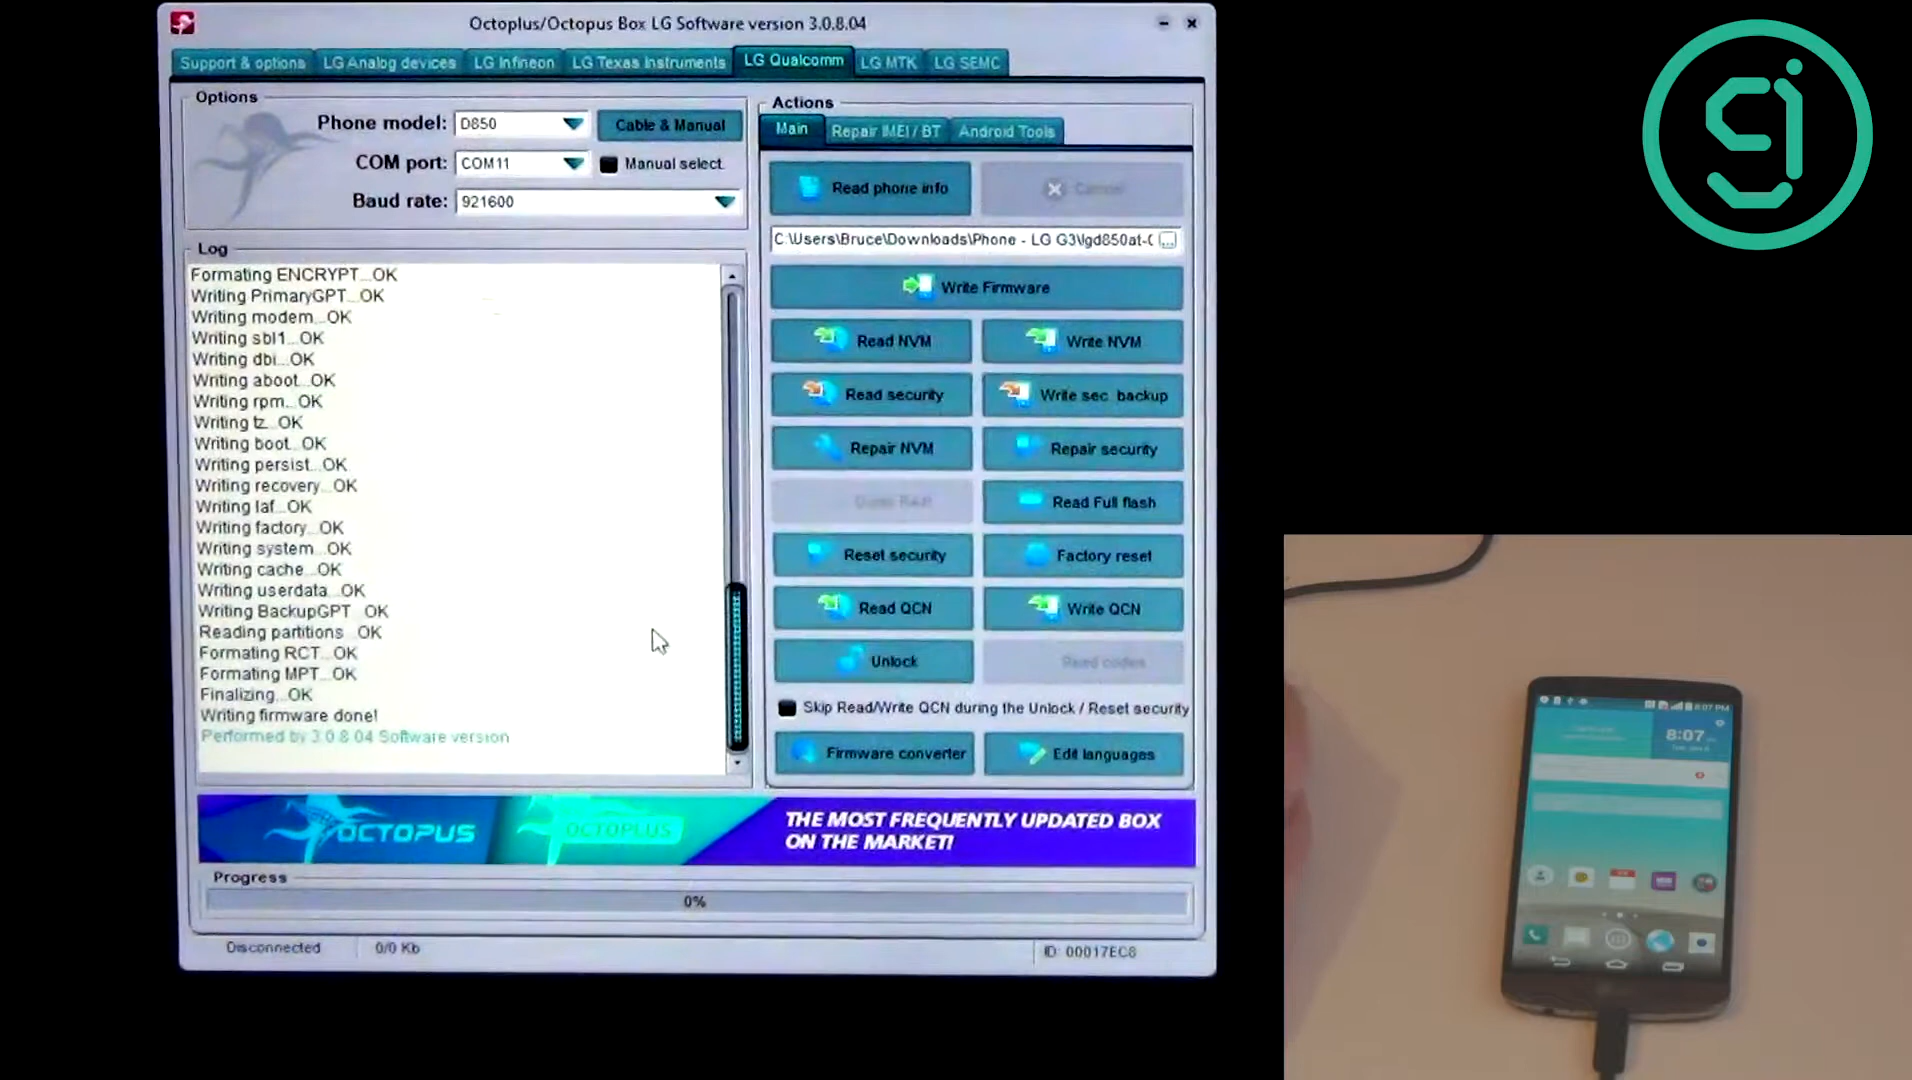 Octoplus/Octopus Box LG Software version 3.0.8.04
Support & options
LG Analog devices
LG Infineon
LG Texas Instruments
LG Qualcomm
LG MTK
LG SEMC
Options
Phone model:
D850
Cable & Manual
COM port:
COM11
Manual select.
Baud rate:
921600
Log
Formating ENCRYPT...OK
Writing PrimaryGPT...OK
Writing modem...OK
Writing sbl1...OK
Writing dbi...OK
Writing aboot...OK
Writing rpm...OK
Writing tz...OK
Writing boot...OK
Writing persist...OK
Writing recovery...OK
Writing laf...OK
Writing factory...OK
Writing system...OK
Writing cache...OK
Writing userdata...OK
Writing BackupGPT...OK
Reading partitions...OK
Formating RCT...OK
Formating MPT...OK
Finalizing...OK
Writing firmware done!
Performed by 3.0.8.04 Software version
Actions
Main
Repair IMEI / BT
Android Tools
Read phone info
Cancel
C:\Users\Bruce\Downloads\Phone - LG G3\lgd850at-
...
Write Firmware
Read NVM
Write NVM
Read security
Write sec. backup
Repair NVM
Repair security
Read Full flash
Reset security
Factory reset
Read QCN
Write QCN
Unlock
Read codes
Skip Read/Write QCN during the Unlock / Reset security
Firmware converter
Edit languages
OCTOPUS
OCTOPLUS
THE MOST FREQUENTLY UPDATED BOX
ON THE MARKET!
Progress
0%
Disconnected
0/0 Kb
ID: 00017EC8
gi
8:07 PM
8:07